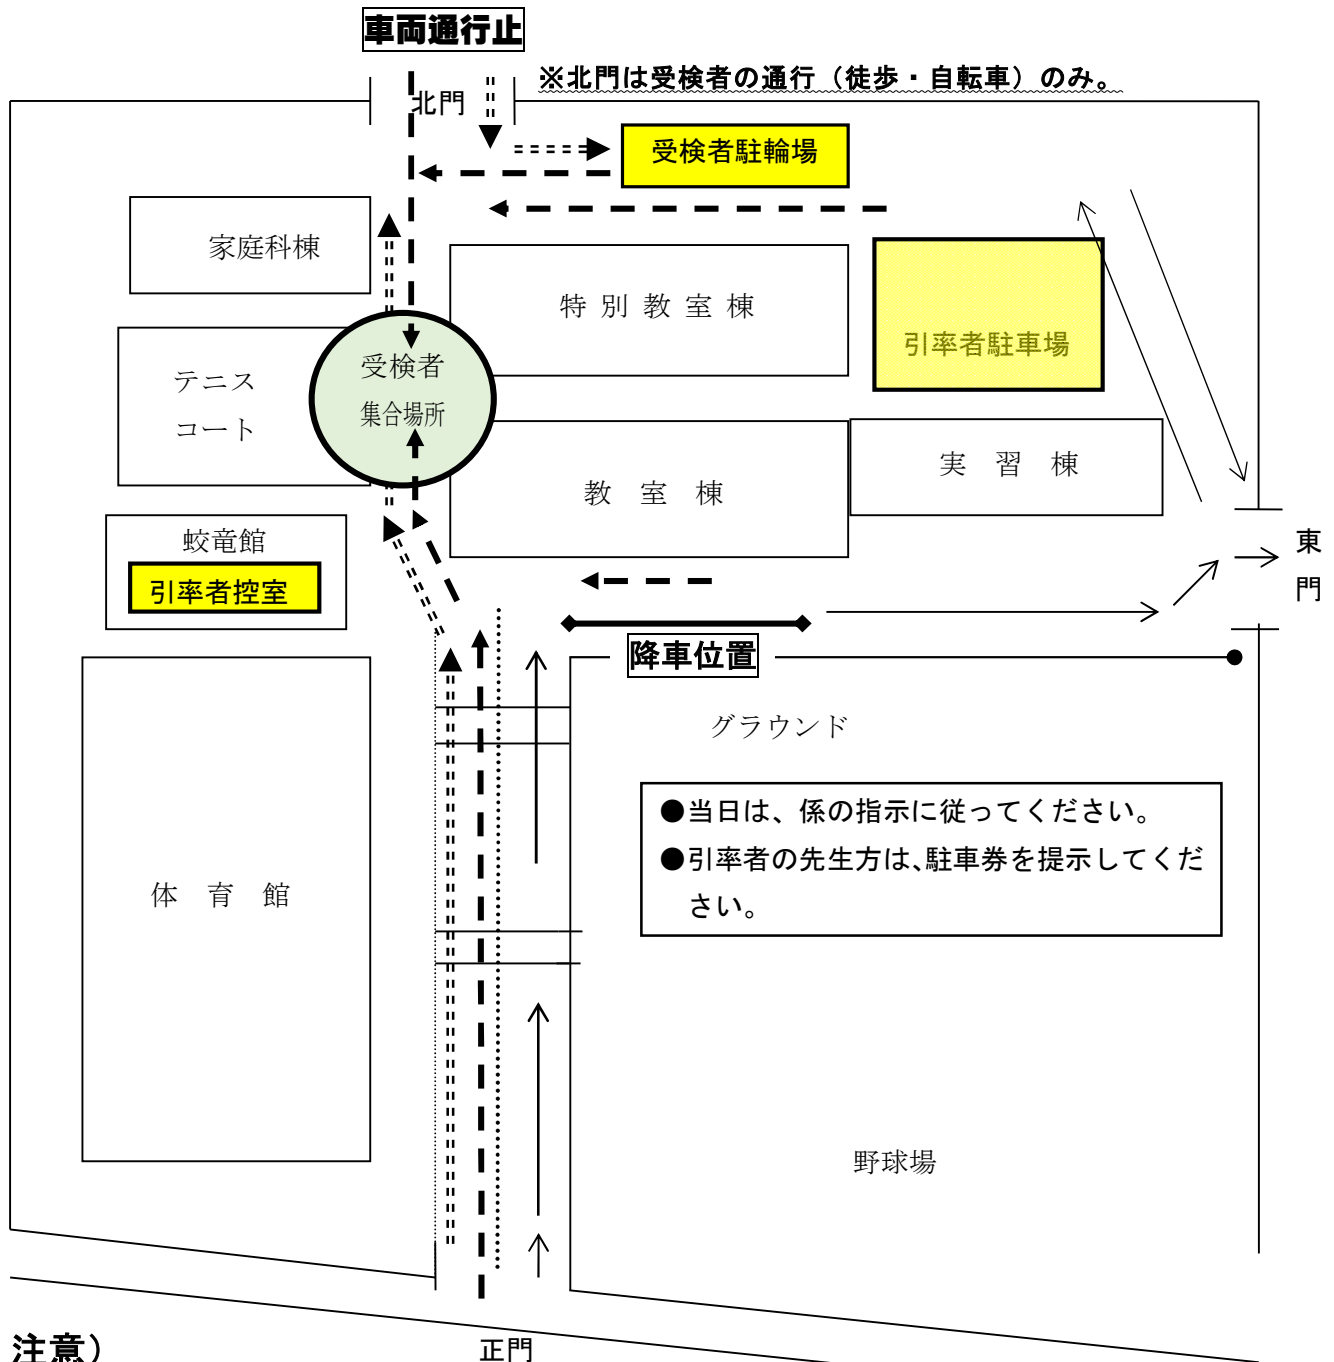 車両通行止
※北門は受検者の通行（徒歩・自転車）のみ。
北門
受検者駐輪場
家庭科棟
特別教室棟
引率者駐車場
受検者
集合場所
テニス
コート
教室棟
実習棟
東
門
蛟竜館
引率者控室
降車位置
グラウンド
●当日は、係の指示に従ってください。
●引率者の先生方は、駐車券を提示してくだ
さい。
体育館
野球場
注意）
正門